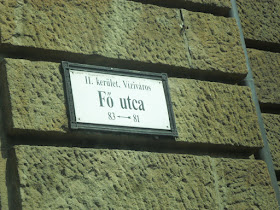 II. kerület, Víziváros
Fő utca
83 ⟷ 81